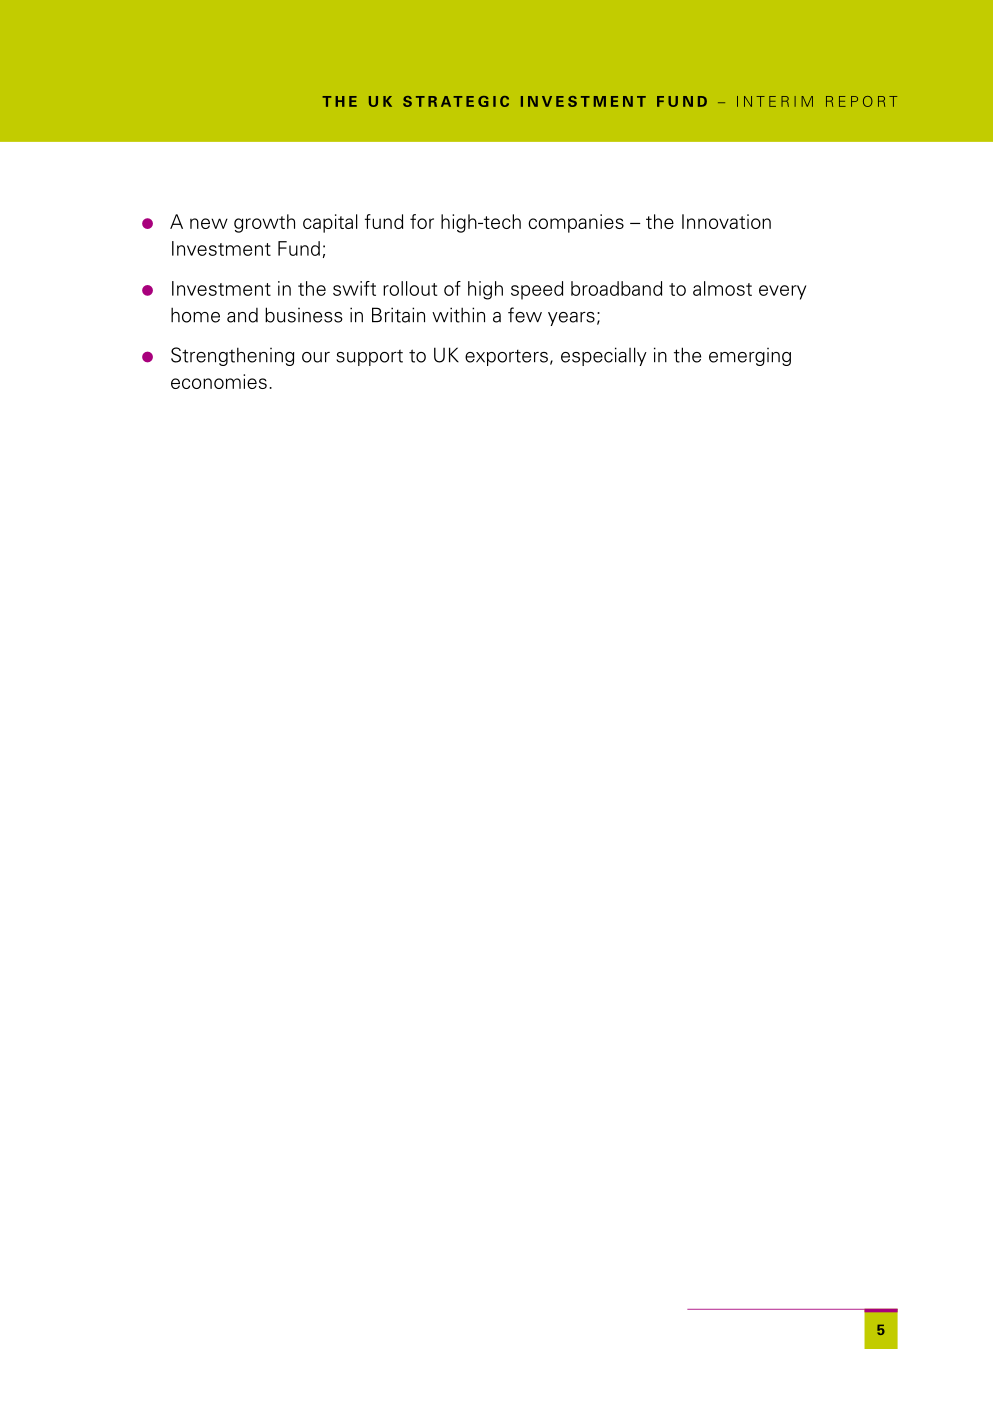 THE UK STRATEGIC INVESTMENT FUND – INTERIM REPORT
● A new growth capital fund for high-tech companies – the Innovation
Investment Fund;
● Investment in the swift rollout of high speed broadband to almost every
home and business in Britain within a few years;
● Strengthening our support to UK exporters, especially in the emerging
economies.
5